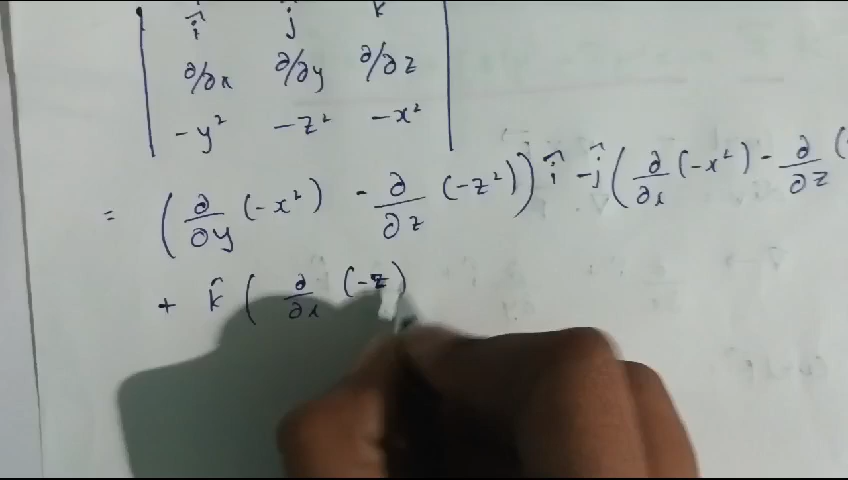 | î ĵ k |
| ∂/∂x ∂/∂y ∂/∂z |
| -y² -z² -x² |
= (∂/∂y (-x²) - ∂/∂z (-z²)) î -ĵ (∂/∂x (-x²) - ∂/∂z (
+ k̂ ( ∂/∂x (-z)